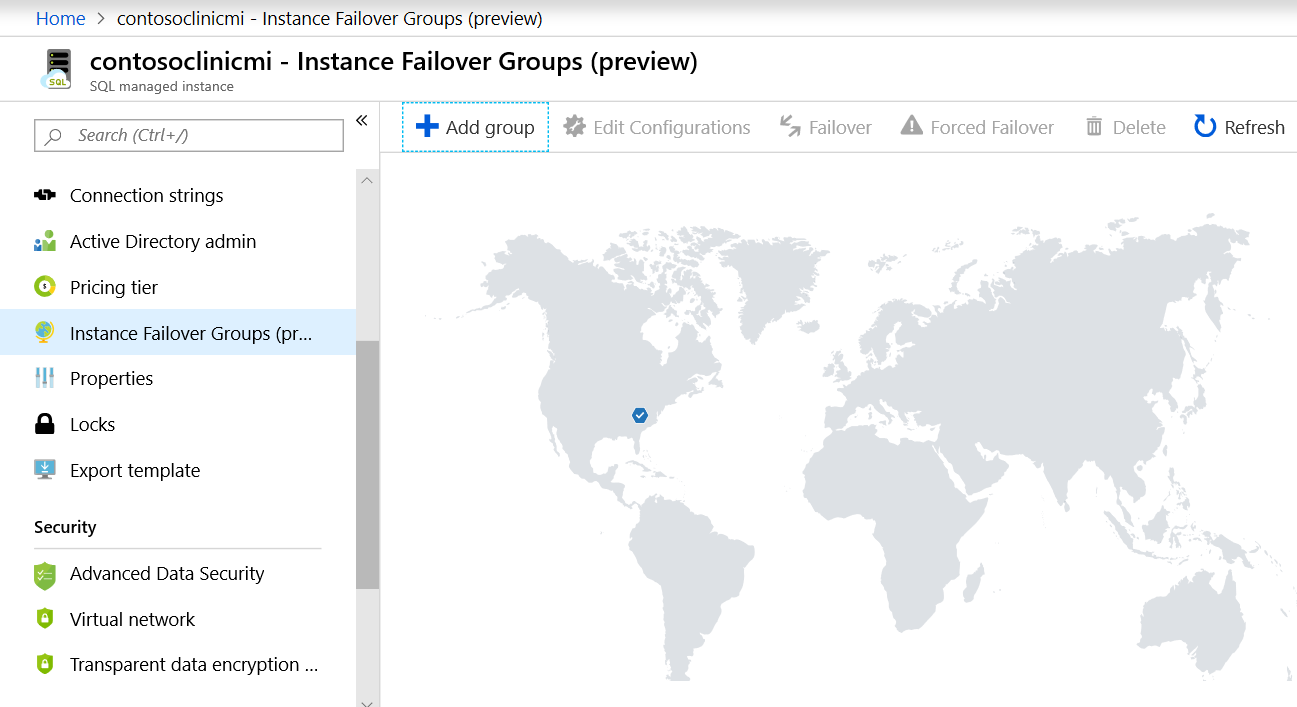 Home > contosoclinicmi - Instance Failover Groups (preview)
contosoclinicmi - Instance Failover Groups (preview)
SQL
SQL managed instance
Search (Ctrl+/)
«
Add group
Edit Configurations
Failover
Forced Failover
Delete
Refresh
Connection strings
Active Directory admin
Pricing tier
Instance Failover Groups (pr...
Properties
Locks
Export template
Security
Advanced Data Security
Virtual network
Transparent data encryption ...